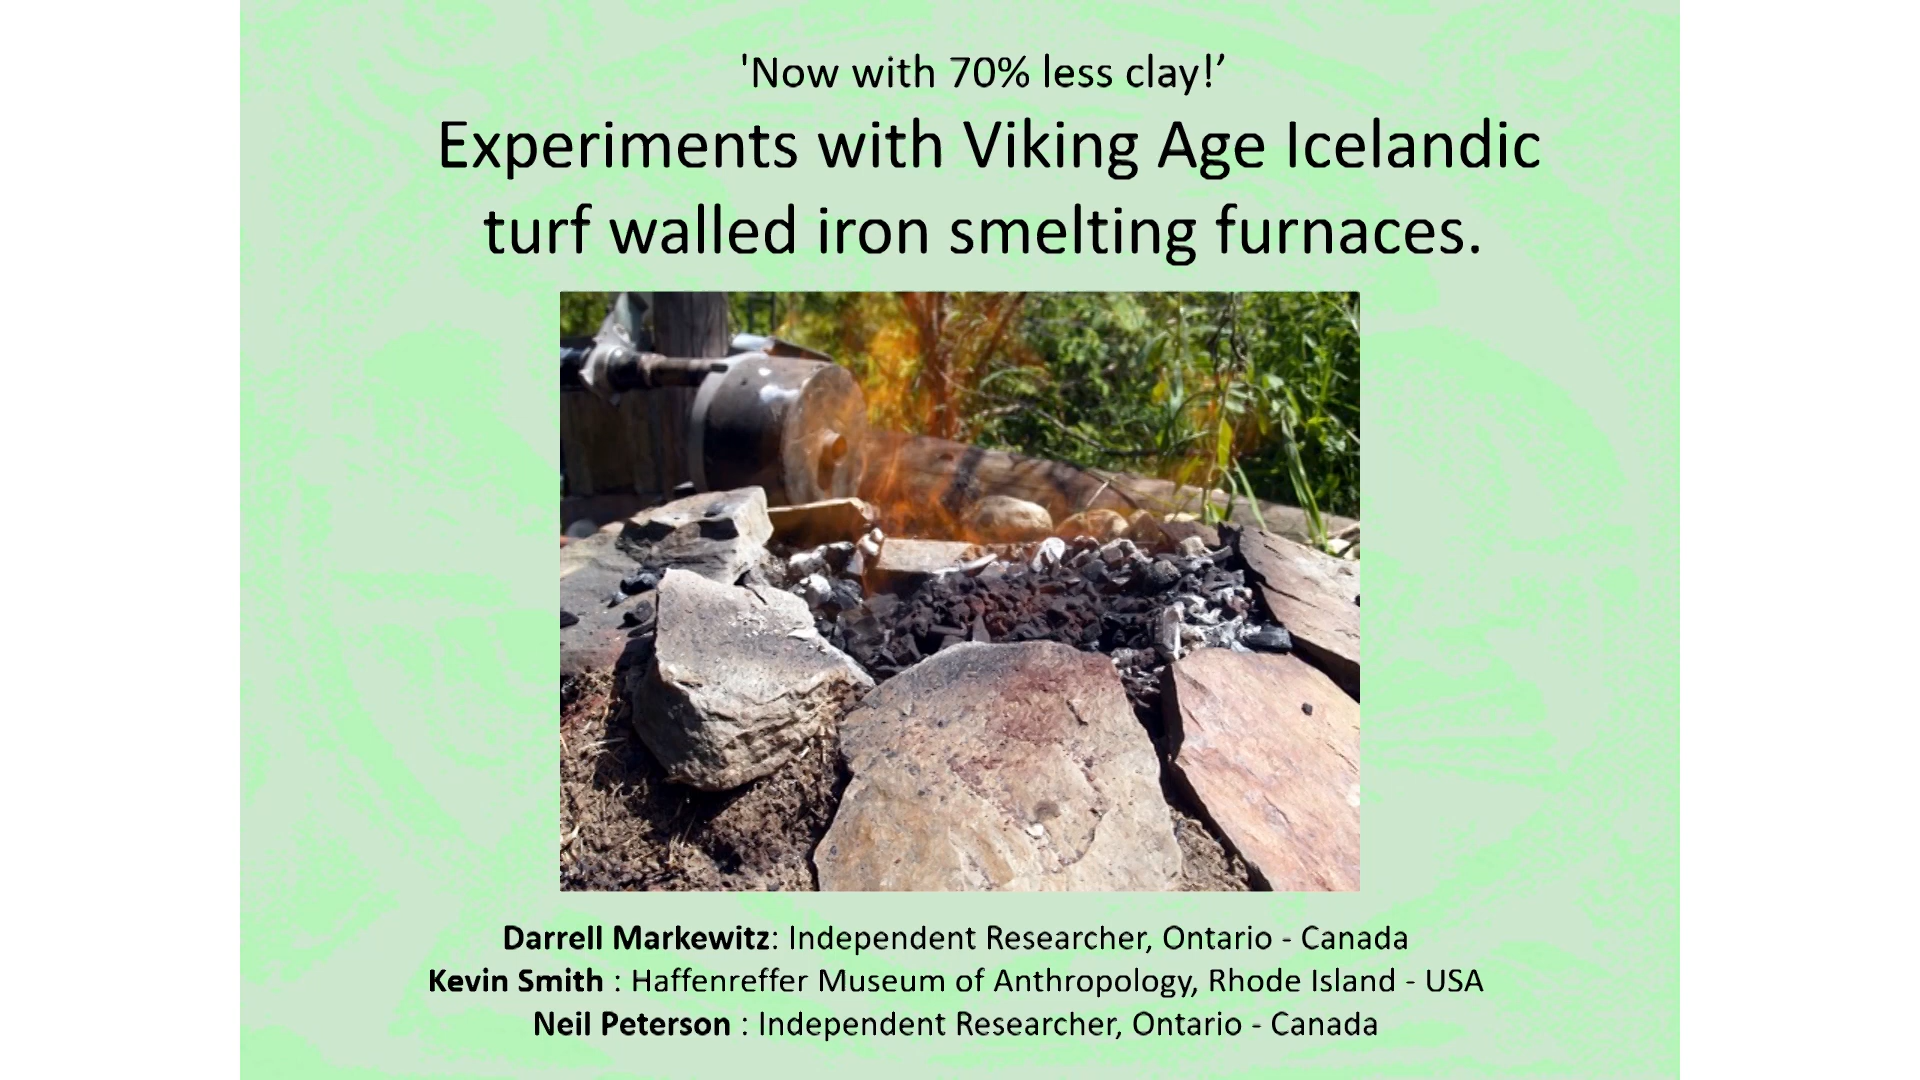 'Now with 70% less clay!’
Experiments with Viking Age Icelandic
turf walled iron smelting furnaces.
Darrell Markewitz: Independent Researcher, Ontario - Canada
Kevin Smith : Haffenreffer Museum of Anthropology, Rhode Island - USA
Neil Peterson : Independent Researcher, Ontario - Canada